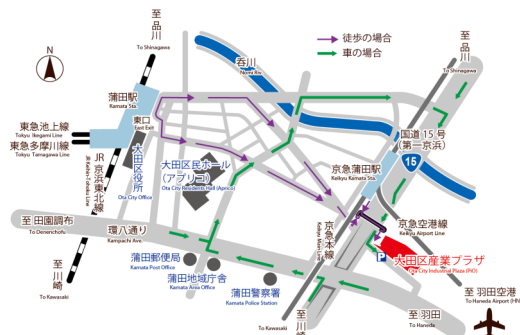 至品川
To Shinagawa
N
徒歩の場合
車の場合
呑川
Nomi Rv.
至品川
To Shinagawa
蒲田駅
Kamata Sta.
東急池上線
Tokyu Ikegami Line
東急多摩川線
Tokyu Tamagawa Line
東口
East Exit
大田区役所
Ota City Office
JR京浜東北線
JR Keihin-Tohoku Line
大田区民ホール
(アプリコ)
Ota City Residents Hall (Aprico)
国道15号
(第一京浜)
15
京急蒲田駅
Keikyu Kamata Sta.
至田園調布
To Denenchofu
環八通り
Kampachi Ave.
京急本線
Keikyu Main Line
京急空港線
Keikyu Airport Line
蒲田郵便局
Kamata Post Office
蒲田地域庁舎
Kamata Area Office
蒲田警察署
Kamata Police Station
P
大田区産業プラザ
Ota City Industrial Plaza (PiO)
至川崎
To Kawasaki
至川崎
To Kawasaki
至羽田
To Haneda
至羽田空港
To Haneda Airport (HND)